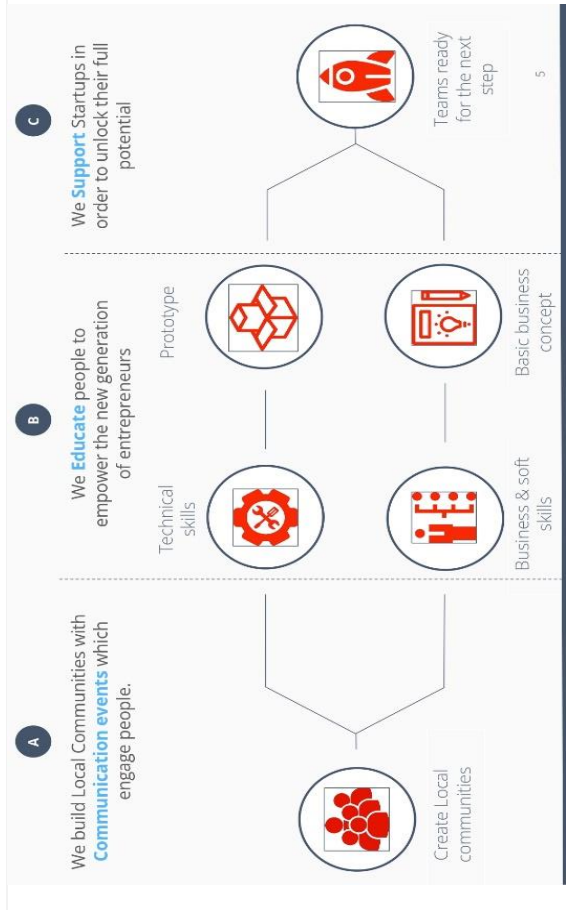 A
We build Local Communities with
Communication events which
engage people.
Create Local
communities
B
We Educate people to
empower the new generation
of entrepreneurs
Technical
skills
Prototype
Business & soft
skills
Basic business
concept
C
We Support Startups in
order to unlock their full
potential
Teams ready
for the next
step
5